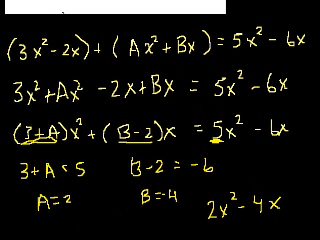 (3x²-2x)+(Ax²+Bx)=5x²-6x
3x²+Ax²-2x+Bx=5x²-6x
(3+A)x²+(B-2)x=5x²-6x
3+A=5 B-2=-6
A=2 B=-4 2x²-4x